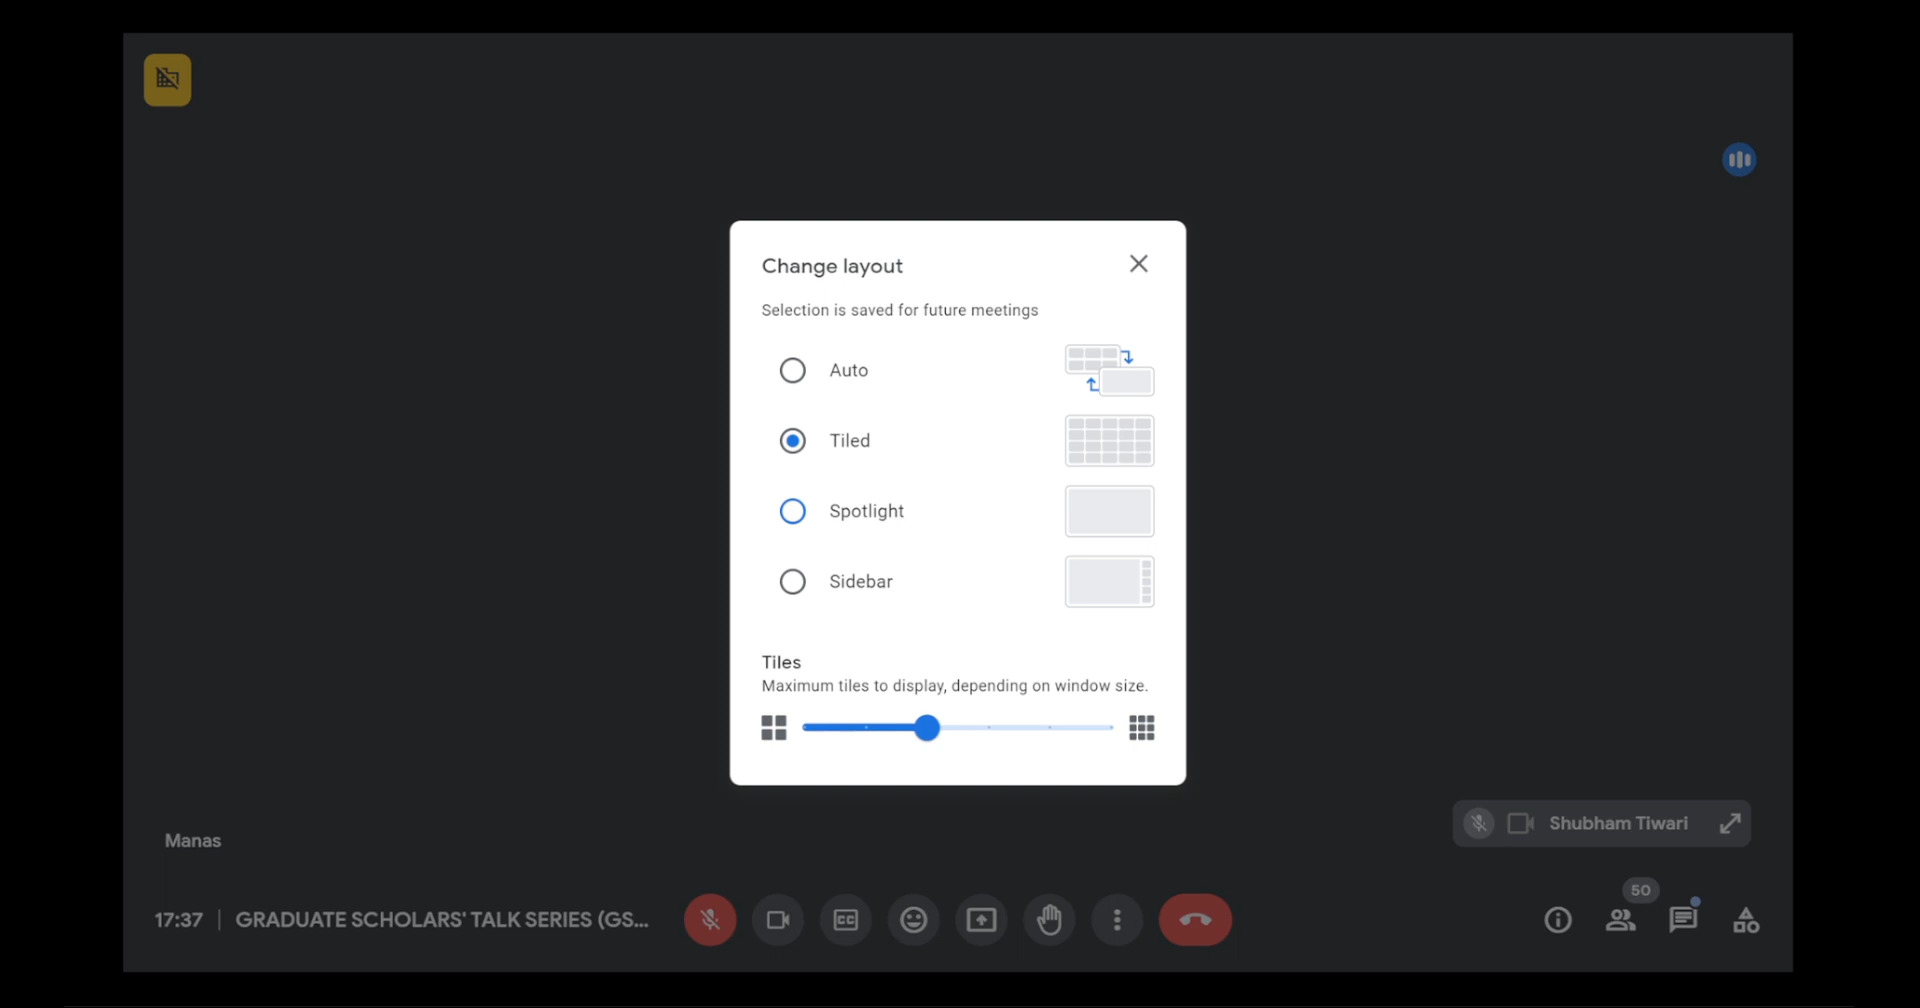 Change layout
Selection is saved for future meetings
Auto
Tiled
Spotlight
Sidebar
Tiles
Maximum tiles to display, depending on window size.
Manas
Shubham Tiwari
50
17:37 | GRADUATE SCHOLARS' TALK SERIES (GS...
CC